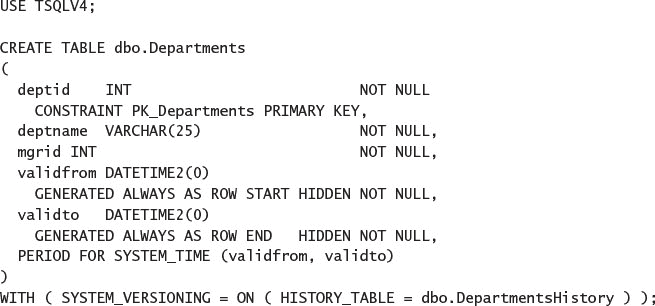 USE TSQLV4;
CREATE TABLE dbo.Departments
(
  deptid    INT                          NOT NULL
    CONSTRAINT PK_Departments PRIMARY KEY,
  deptname  VARCHAR(25)                  NOT NULL,
  mgrid INT                              NOT NULL,
  validfrom DATETIME2(0)
    GENERATED ALWAYS AS ROW START HIDDEN NOT NULL,
  validto   DATETIME2(0)
    GENERATED ALWAYS AS ROW END   HIDDEN NOT NULL,
  PERIOD FOR SYSTEM_TIME (validfrom, validto)
)
WITH ( SYSTEM_VERSIONING = ON ( HISTORY_TABLE = dbo.DepartmentsHistory ) );